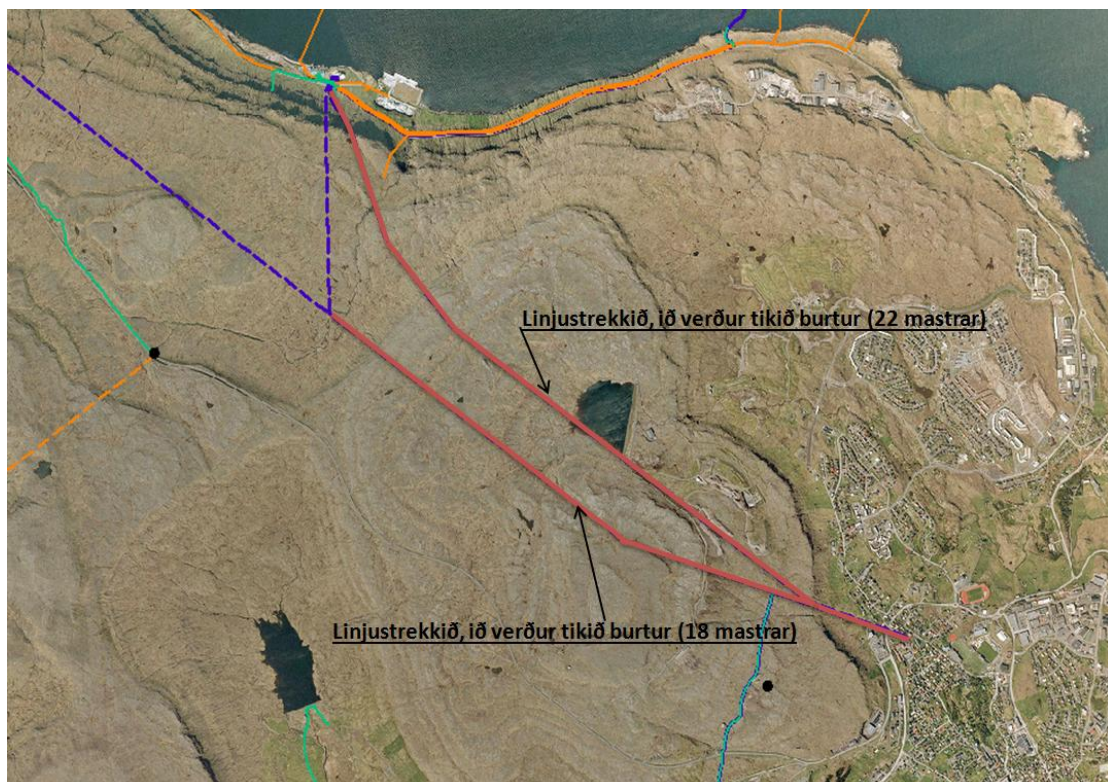 Linjustrekkið, ið verður tikið burtur (22 mastrar)
Linjustrekkið, ið verður tikið burtur (18 mastrar)